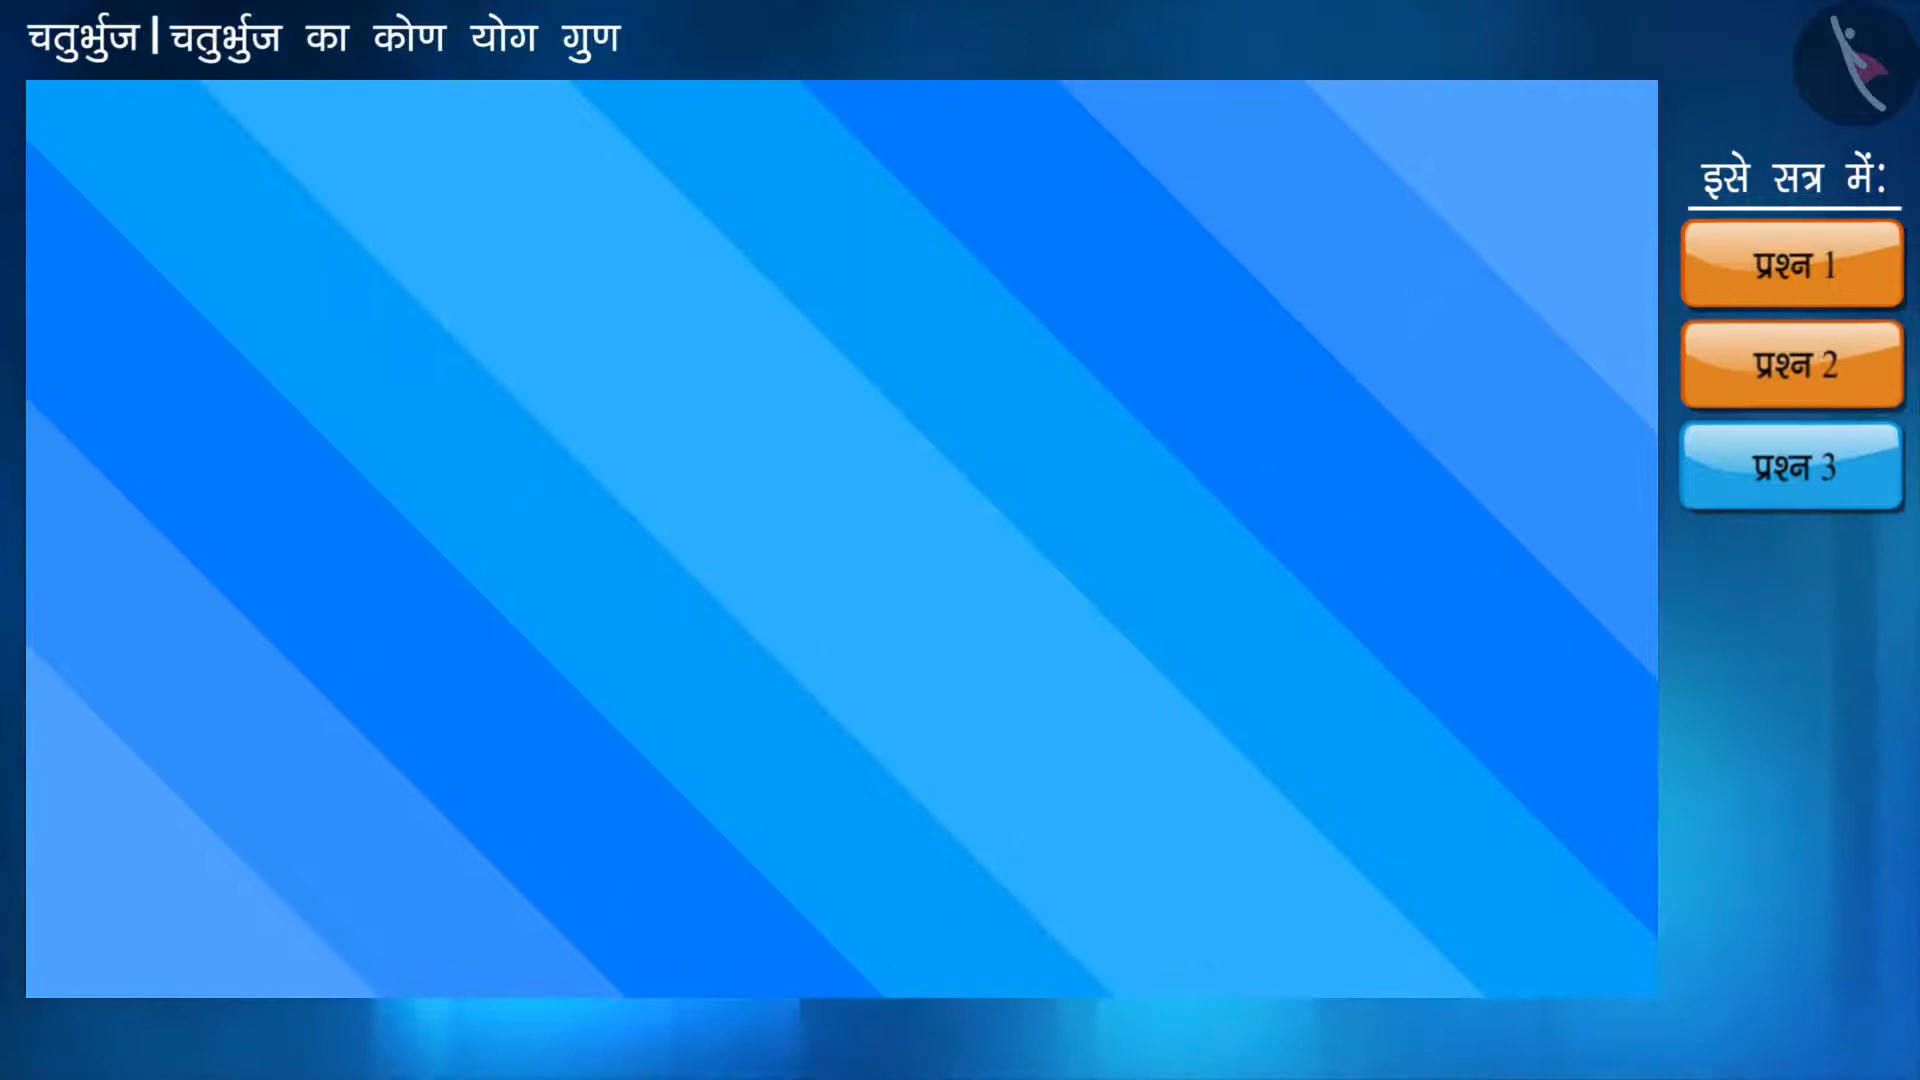 चतुर्भुज | चतुर्भुज का कोण योग गुण
इसे सत्र में:
प्रश्न 1
प्रश्न 2
प्रश्न 3